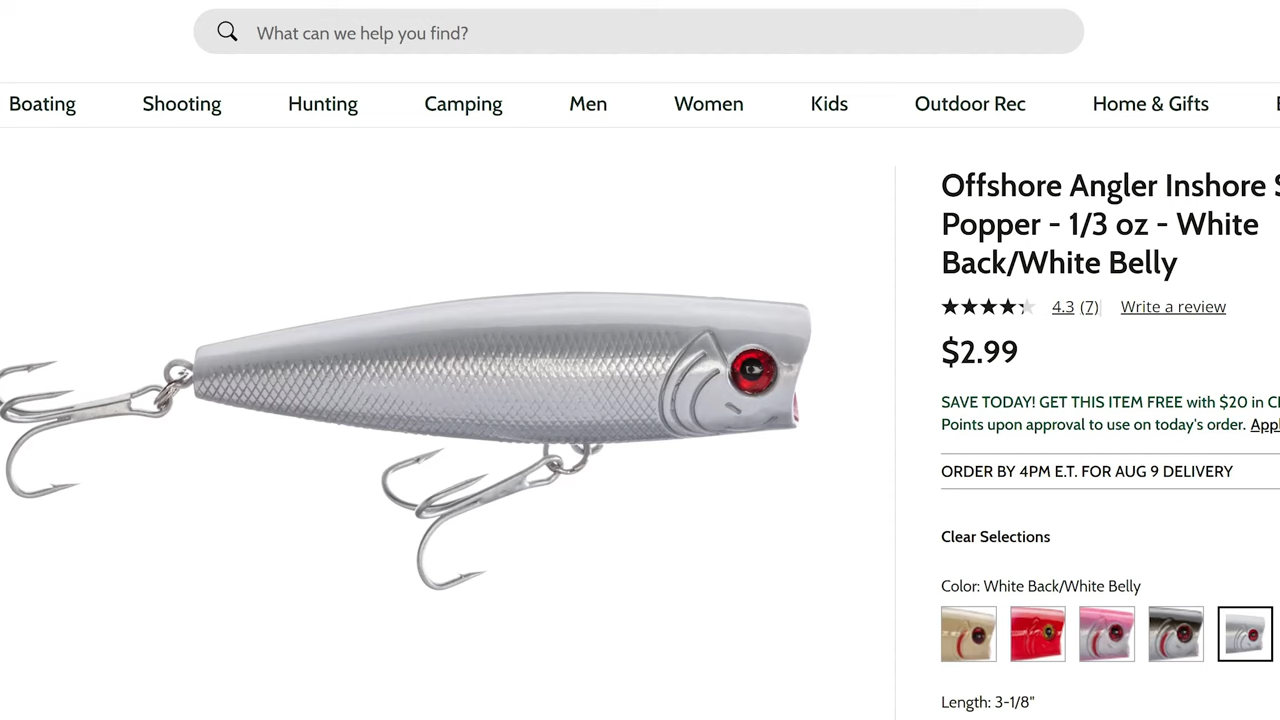 What can we help you find?
Boating Shooting Hunting Camping Men Women Kids Outdoor Rec Home & Gifts
Offshore Angler Inshore
Popper - 1/3 oz - White
Back/White Belly
4.3 (7) Write a review
$2.99
SAVE TODAY! GET THIS ITEM FREE with $20 in
Points upon approval to use on today's order.
ORDER BY 4PM E.T. FOR AUG 9 DELIVERY
Clear Selections
Color: White Back/White Belly
Length: 3-1/8"